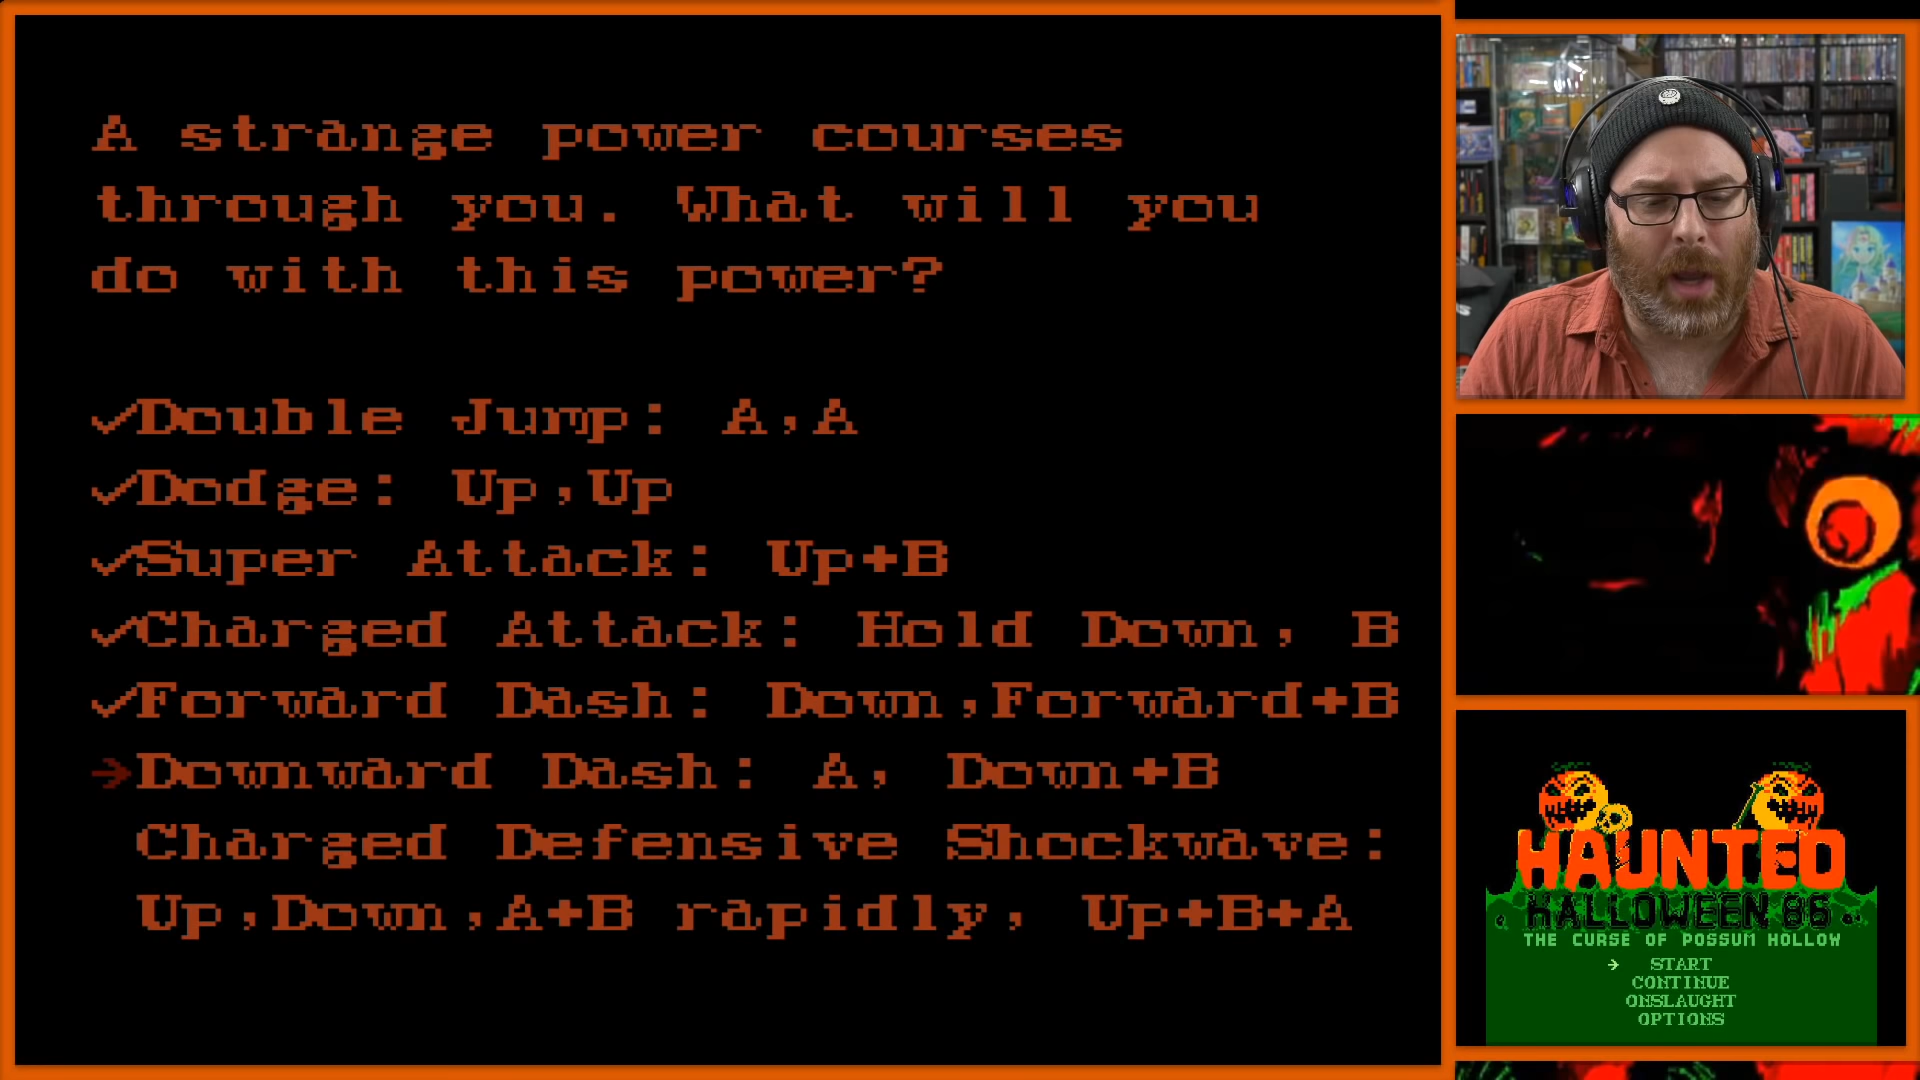 A strange power courses
through you. What will you
do with this power?
✓Double Jump: A,A
✓Dodge: Up,Up
✓Super Attack: Up+B
✓Charged Attack: Hold Down, B
✓Forward Dash: Down,Forward+B
→Downward Dash: A, Down+B
Charged Defensive Shockwave:
Up,Down,A+B rapidly, Up+B+A
HAUNTED
HALLOWEEN 86
THE CURSE OF POSSUM HOLLOW
→ START
CONTINUE
ONSLAUGHT
OPTIONS